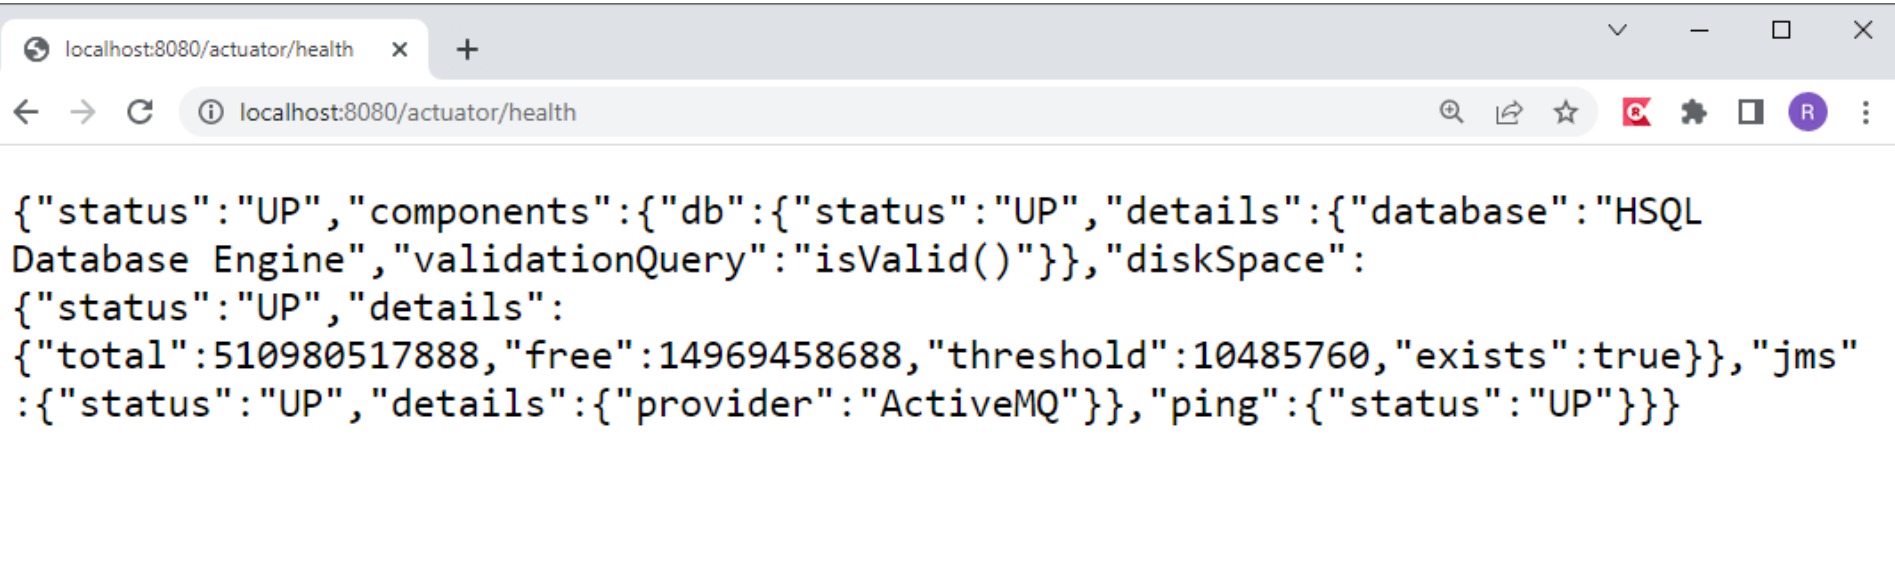 localhost:8080/actuator/health
localhost:8080/actuator/health
R
R
{"status":"UP","components":{"db":{"status":"UP","details":{"database":"HSQL
Database Engine","validationQuery":"isValid()"}},"diskSpace":
{"status":"UP","details":
{"total":510980517888,"free":14969458688,"threshold":10485760,"exists":true}},"jms"
:{"status":"UP","details":{"provider":"ActiveMQ"}},"ping":{"status":"UP"}}}